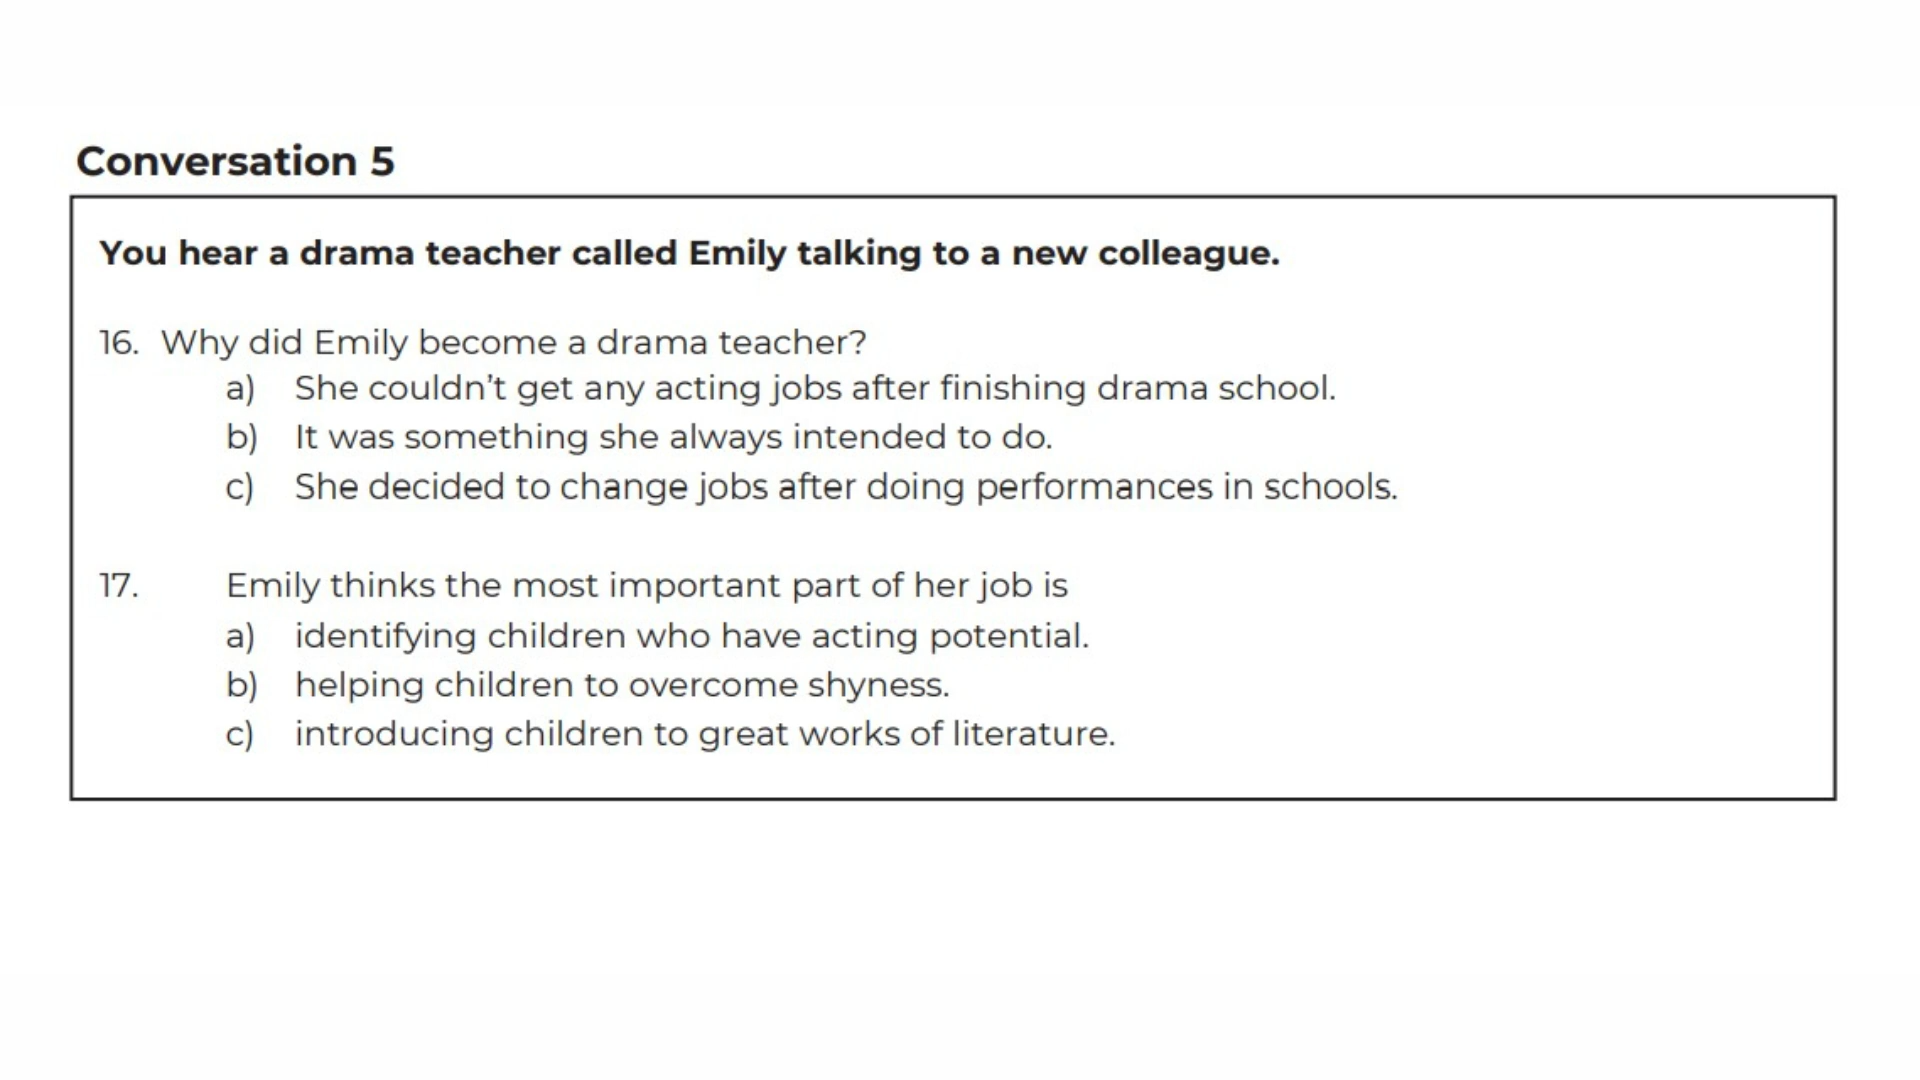 Conversation 5
You hear a drama teacher called Emily talking to a new colleague.
16. Why did Emily become a drama teacher?
a) She couldn’t get any acting jobs after finishing drama school.
b) It was something she always intended to do.
c) She decided to change jobs after doing performances in schools.
17. Emily thinks the most important part of her job is
a) identifying children who have acting potential.
b) helping children to overcome shyness.
c) introducing children to great works of literature.